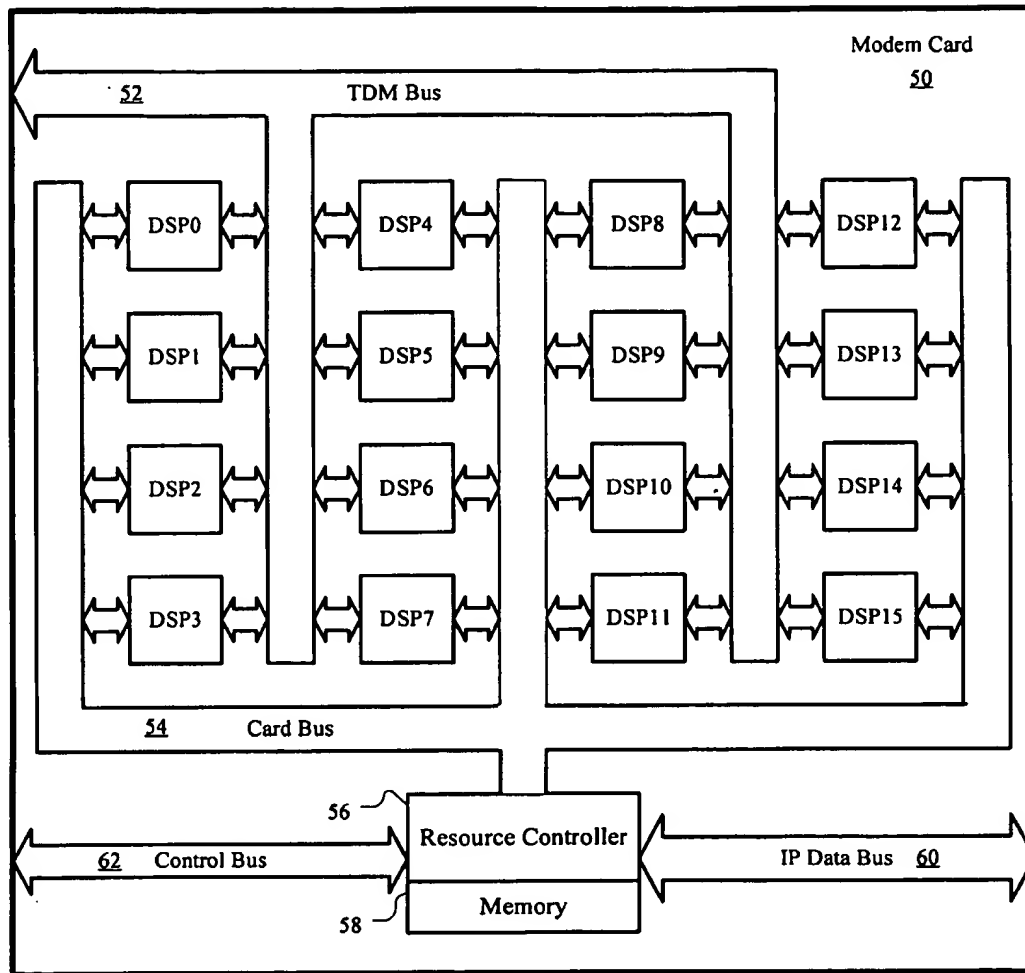 Modem Card
50
52 TDM Bus
DSP0 DSP4 DSP8 DSP12
DSP1 DSP5 DSP9 DSP13
DSP2 DSP6 DSP10 DSP14
DSP3 DSP7 DSP11 DSP15
54 Card Bus
56
Resource Controller
62 Control Bus
IP Data Bus 60
Memory
58